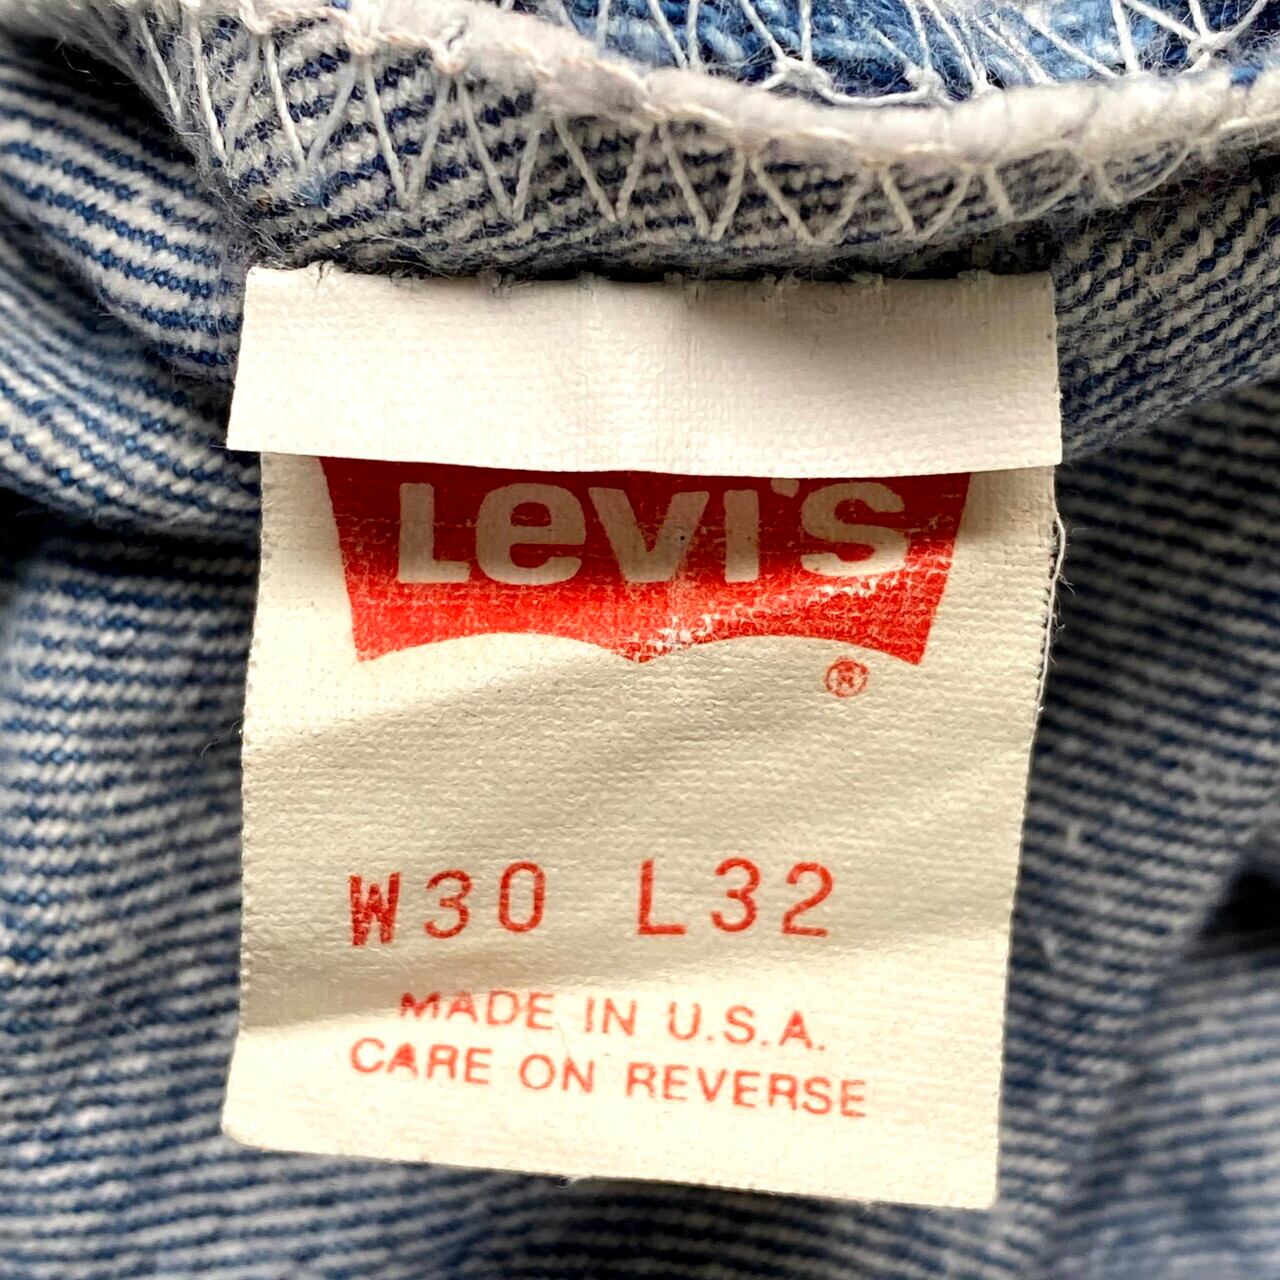 Levi's
®
W30 L32
MADE IN U.S.A.
CARE ON REVERSE